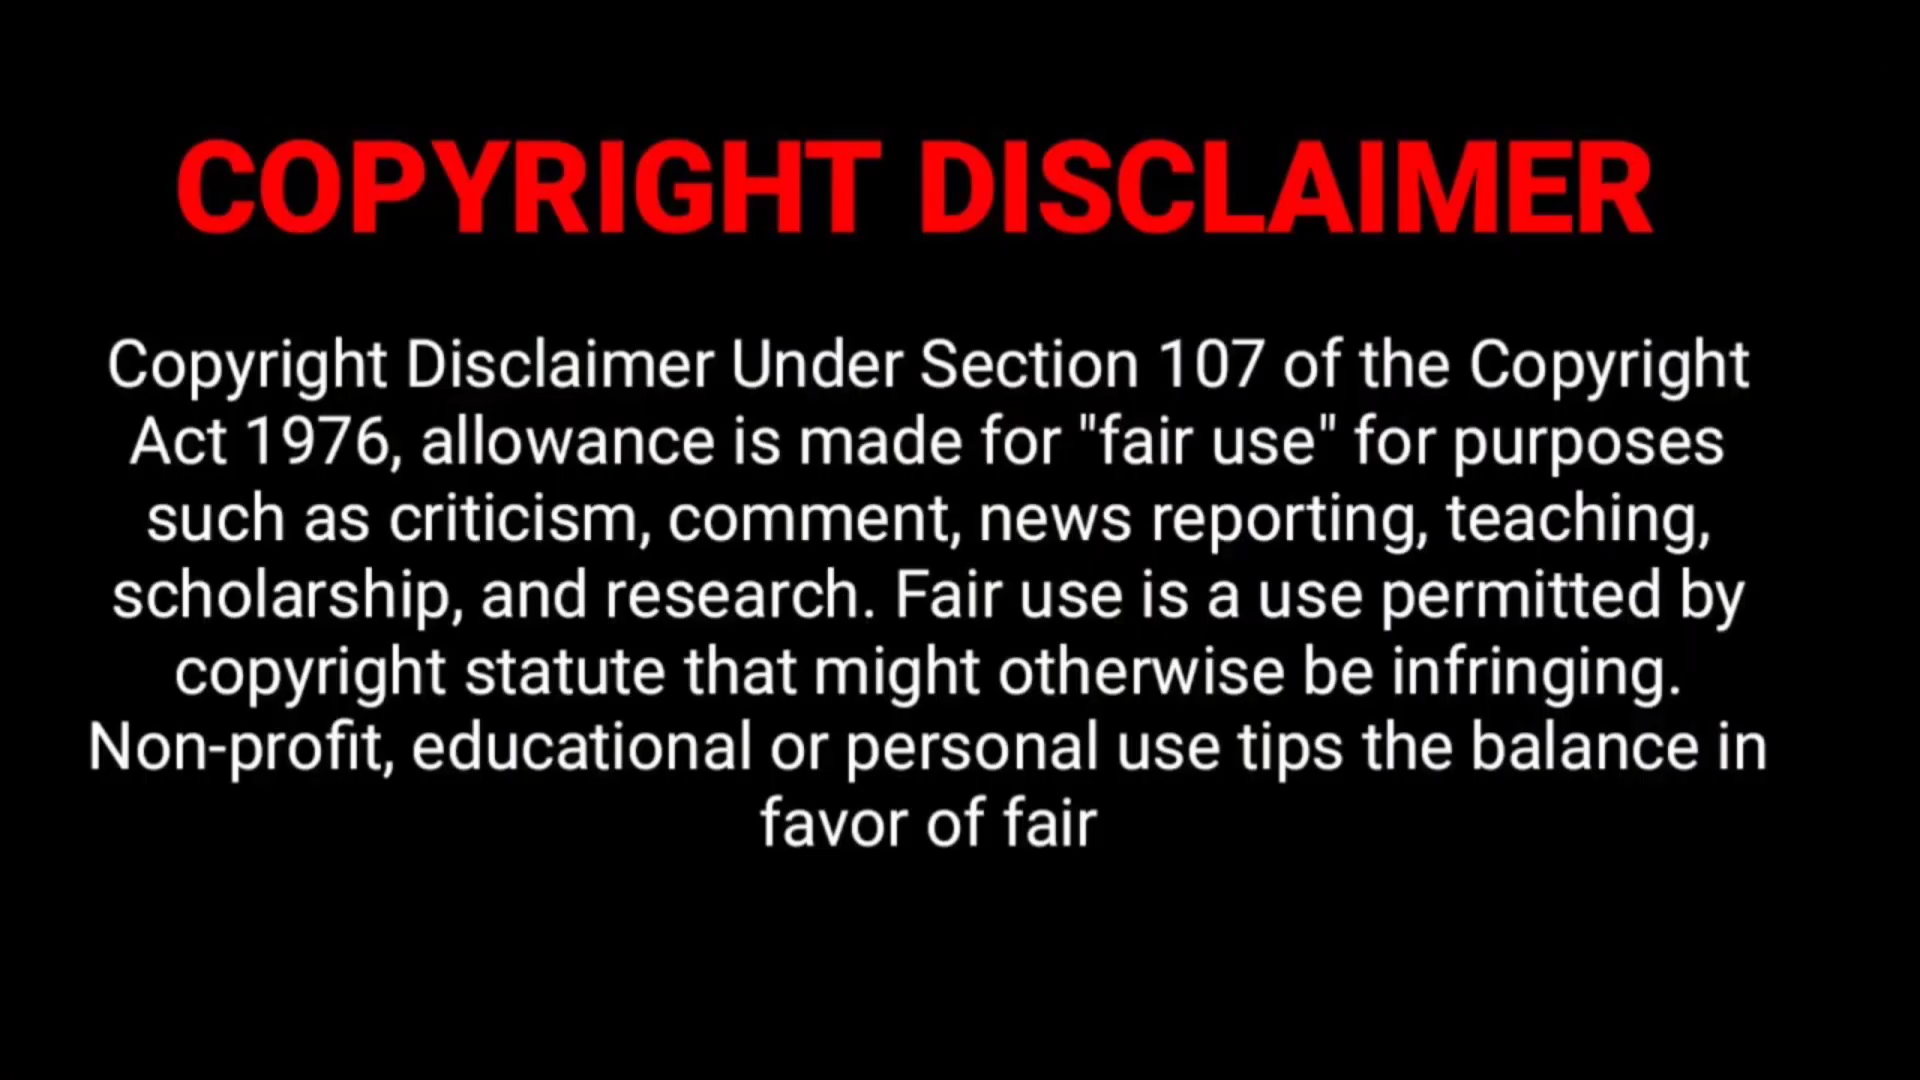 COPYRIGHT DISCLAIMER
Copyright Disclaimer Under Section 107 of the Copyright
Act 1976, allowance is made for "fair use" for purposes
such as criticism, comment, news reporting, teaching,
scholarship, and research. Fair use is a use permitted by
copyright statute that might otherwise be infringing.
Non-profit, educational or personal use tips the balance in
favor of fair